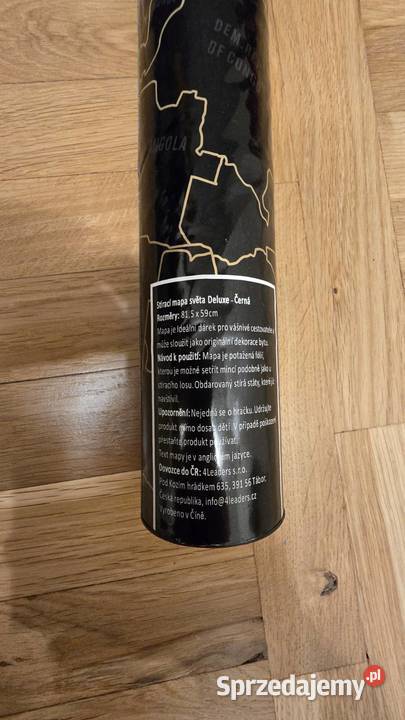 DEM. R
OF CONGO
ANGOLA
Stírací mapa světa Deluxe - Černá
Rozměry: 81,5 x 59cm
Mapa je Ideální dárek pro vášnivé cestovatele a
může sloužit jako originální dekorace bytu.
Návod k použití: Mapa je potažená fólií,
kterou je možné setřít mincí podobně jako u
stíracího losu. Obdarovaný stírá státy, které již
navštívil.
Upozornění: Nejedná se o hračku. Udržujte
produkt mimo dosah dětí. V případě poškození
přestaňte produkt používat.
Text mapy je v anglickém jazyce.
Dovozce do ČR: 4Leaders s.r.o.
Pod Kozím hrádkem 635, 391 56 Tábor,
Česká republika, info@4leaders.cz
Vyrobeno v Číně.
Sprzedajemy.pl